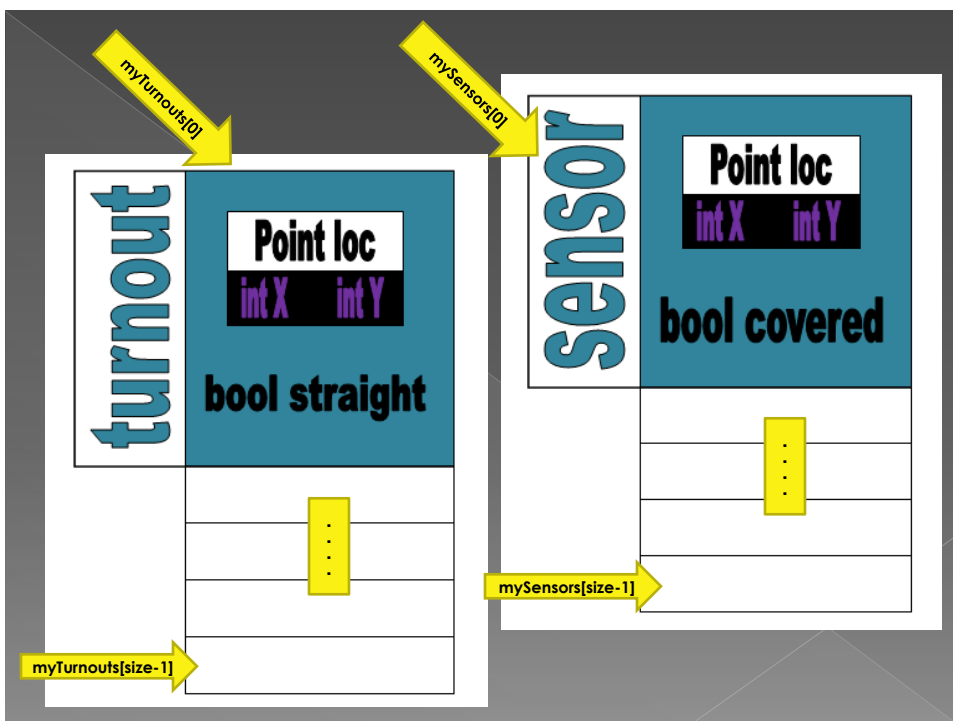 myTurnouts[0]
turnout
Point loc
int X int Y
bool straight
.
.
.
.
myTurnouts[size-1]
mySensors[0]
sensor
Point loc
int X int Y
bool covered
.
.
.
.
mySensors[size-1]